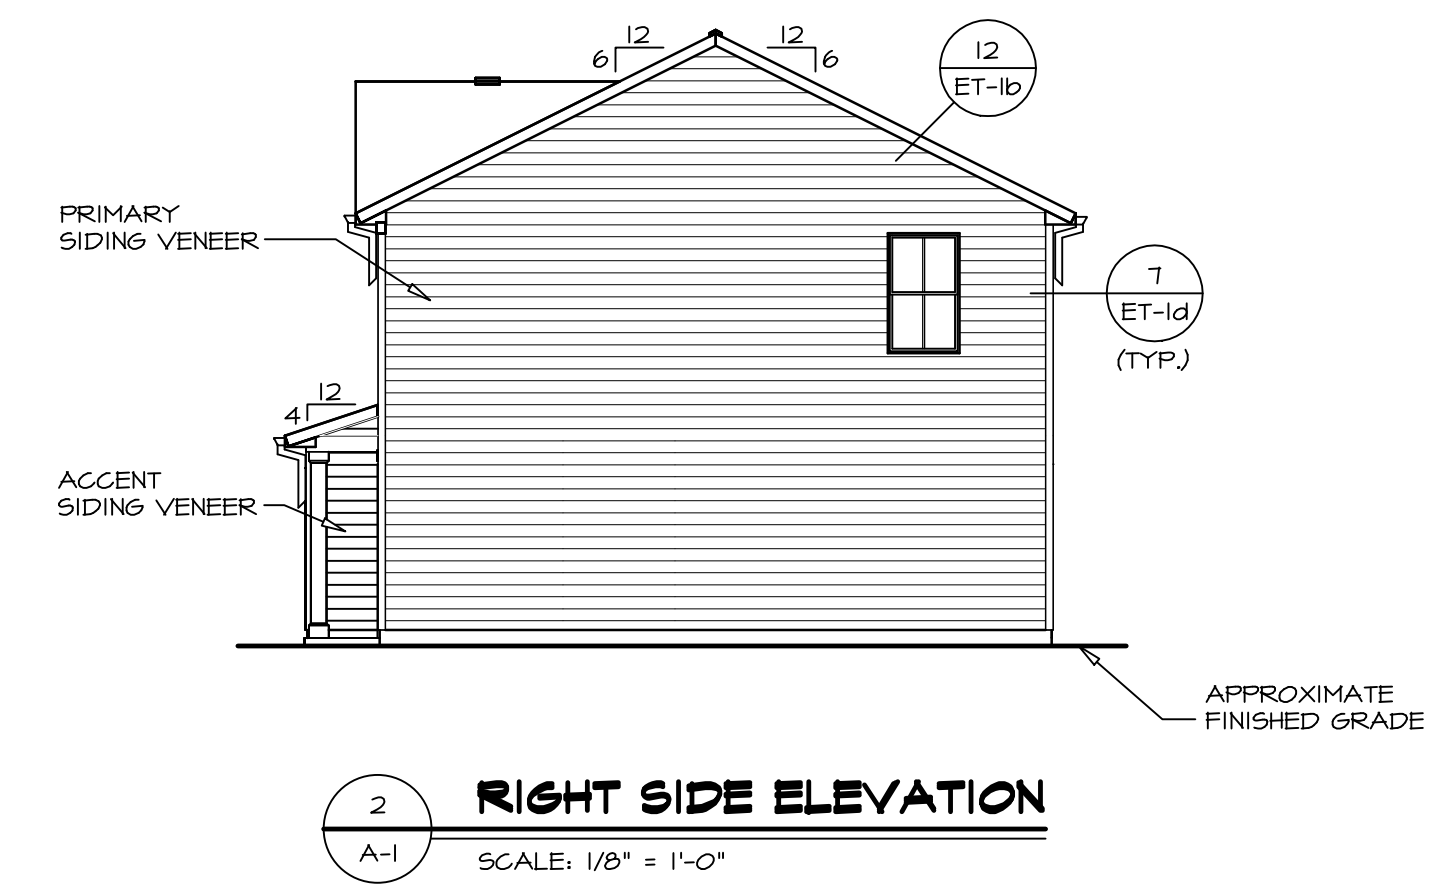 12
6
12
6
12
ET-1b
PRIMARY
SIDING VENEER
7
ET-1d
(TYP.)
12
4
ACCENT
SIDING VENEER
APPROXIMATE
FINISHED GRADE
2
A-1
RIGHT SIDE ELEVATION
SCALE: 1/8" = 1'-0"